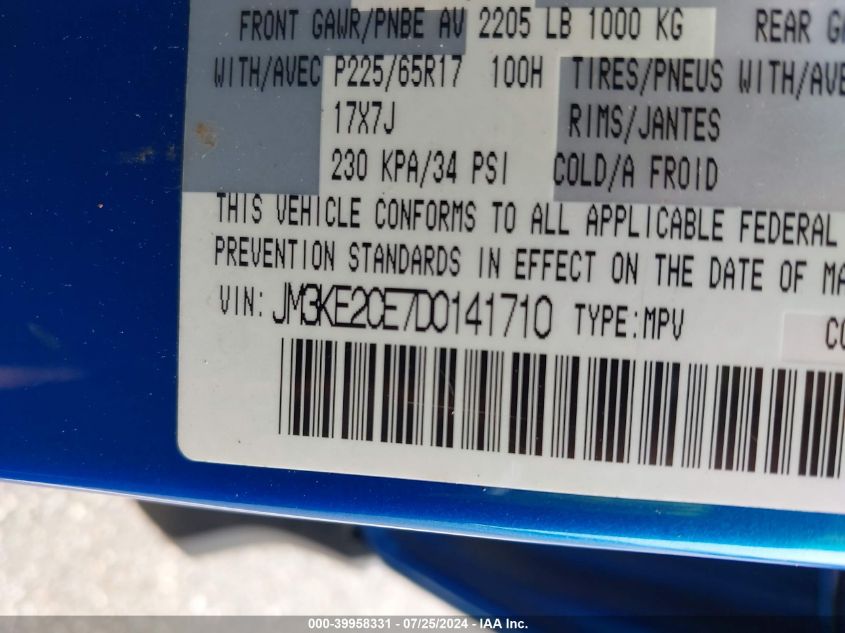 FRONT GAWR/PNBE AV 2205 LB 1000 KG REAR GA
WITH/AVEC P225/65R17 100H TIRES/PNEUS WITH/AVE
17X7J RIMS/JANTES
230 KPA/34 PSI COLD/A FROID
THIS VEHICLE CONFORMS TO ALL APPLICABLE FEDERAL
PREVENTION STANDARDS IN EFFECT ON THE DATE OF MA
VIN: JM3KE2CE7D0141710 TYPE:MPV CO
000-39958331 - 07/25/2024 - IAA Inc.